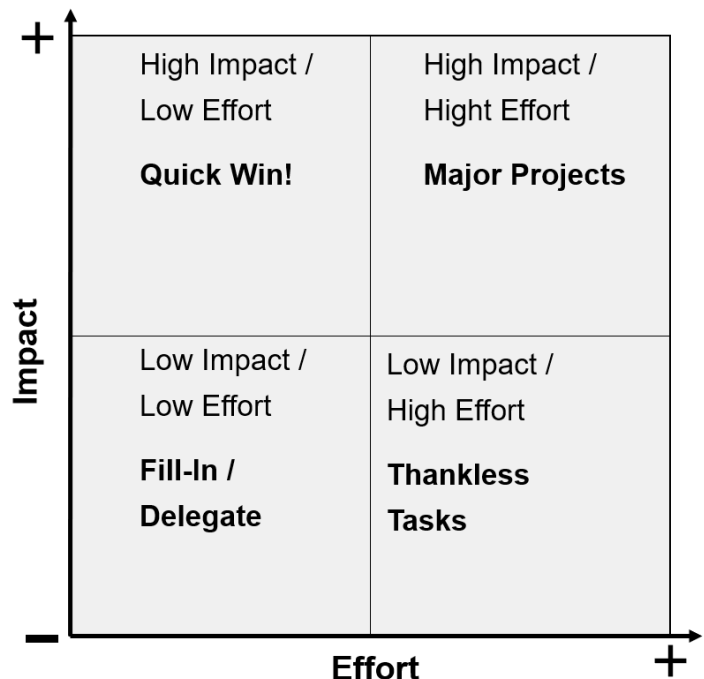 +
High Impact /
Low Effort
Quick Win!
High Impact /
Hight Effort
Major Projects
Impact
Low Impact /
Low Effort
Fill-In /
Delegate
Low Impact /
High Effort
Thankless
Tasks
–
Effort
+